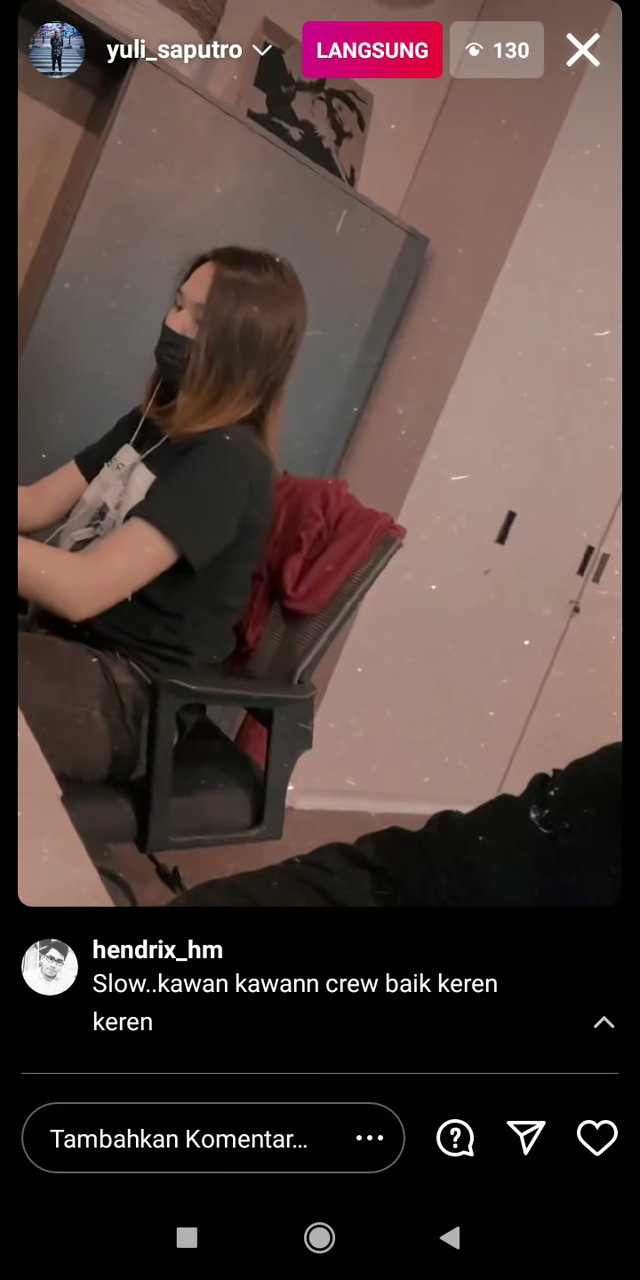 yuli_saputro
LANGSUNG
130
hendrix_hm
Slow..kawan kawann crew baik keren
keren
Tambahkan Komentar...